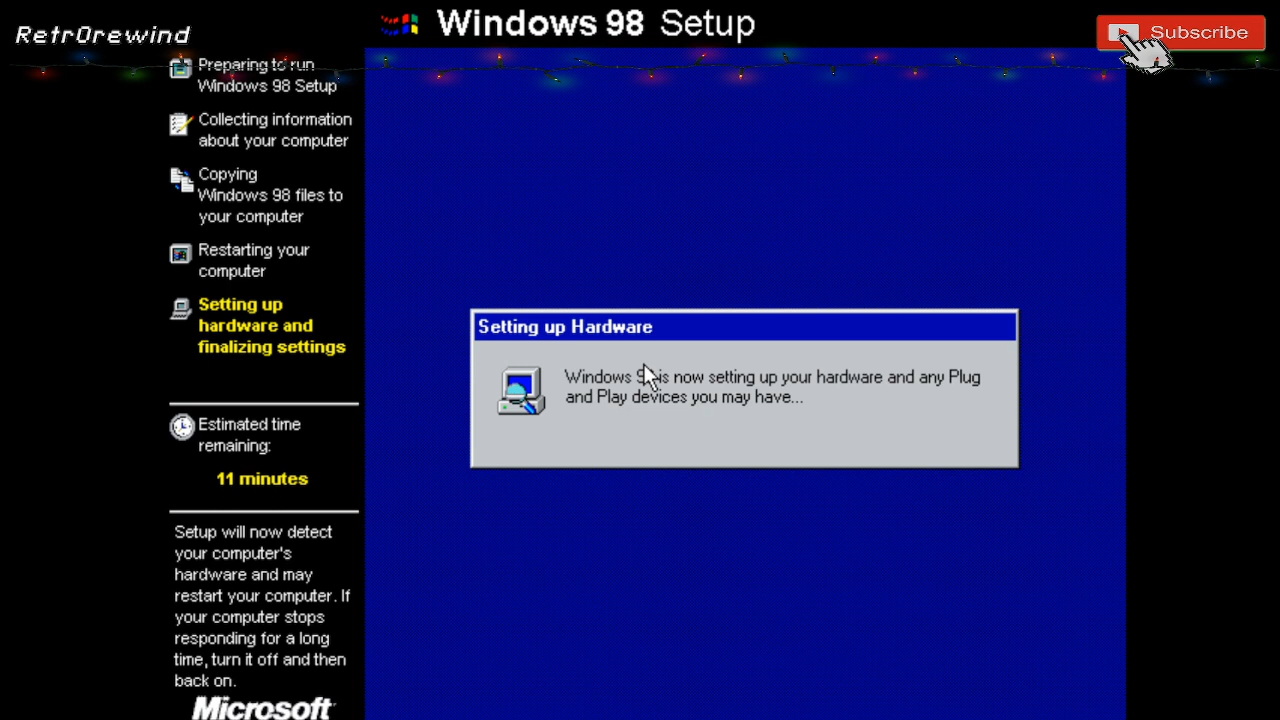 Retr0rewind
Windows 98 Setup
Subscribe
Preparing to run
Windows 98 Setup
Collecting information
about your computer
Copying
Windows 98 files to
your computer
Restarting your
computer
Setting up
hardware and
finalizing settings
Estimated time
remaining:
11 minutes
Setup will now detect
your computer's
hardware and may
restart your computer. If
your computer stops
responding for a long
time, turn it off and then
back on.
Microsoft
Setting up Hardware
Windows is now setting up your hardware and any Plug
and Play devices you may have...